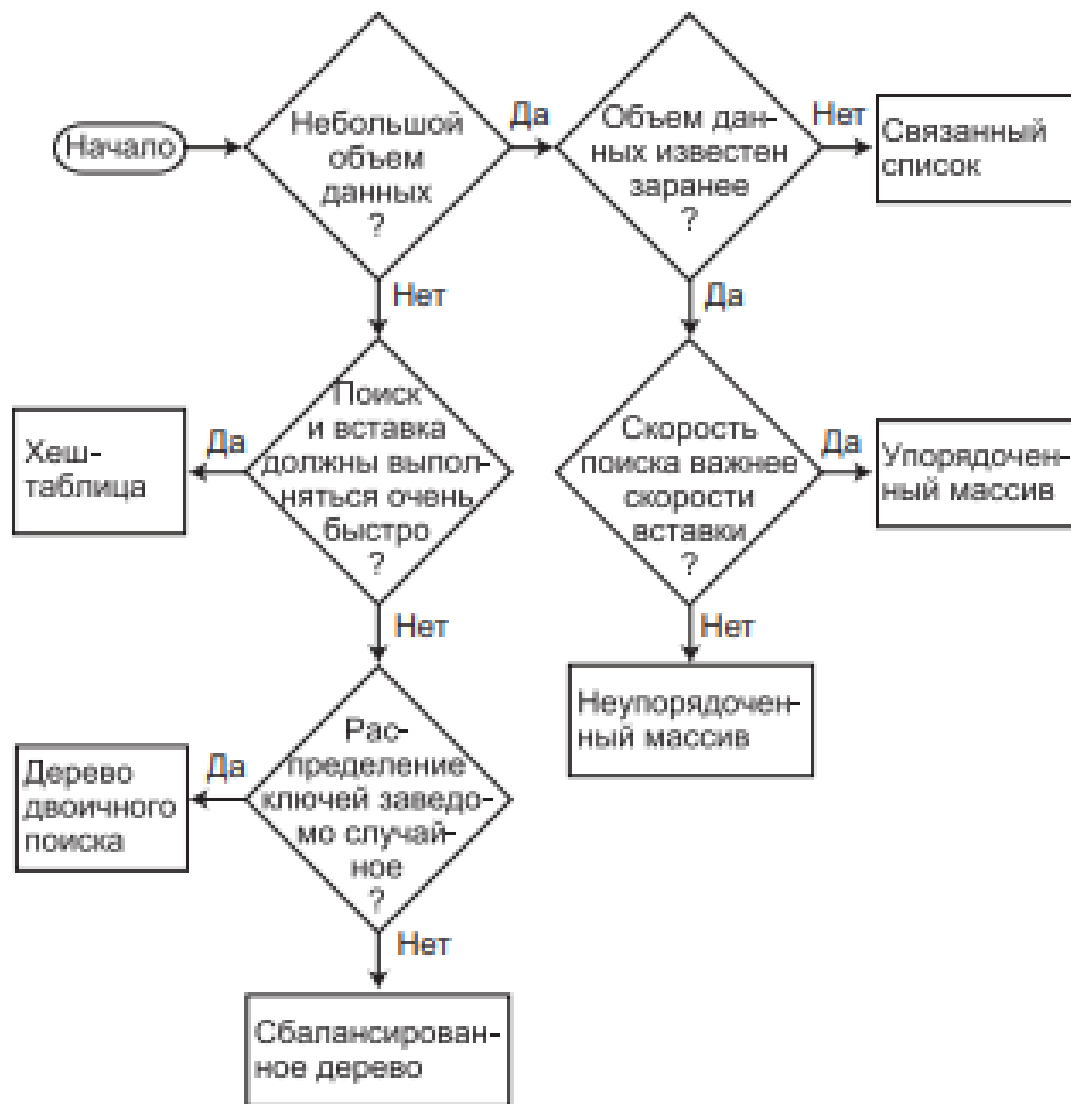 Начало
Небольшой
объем
данных
?
Да
Объем дан-
ных известен
заранее
?
Нет
Связанный
список
Нет
Да
Поиск
и вставка
должны выпол-
няться очень
быстро
?
Да
Хеш-
таблица
Скорость
поиска важнее
скорости
вставки
?
Да
Упорядочен-
ный массив
Нет
Нет
Неупорядочен-
ный массив
Рас-
пределение
ключей заведо-
мо случай-
ное
?
Да
Дерево
двоичного
поиска
Нет
Сбалансирован-
ное дерево